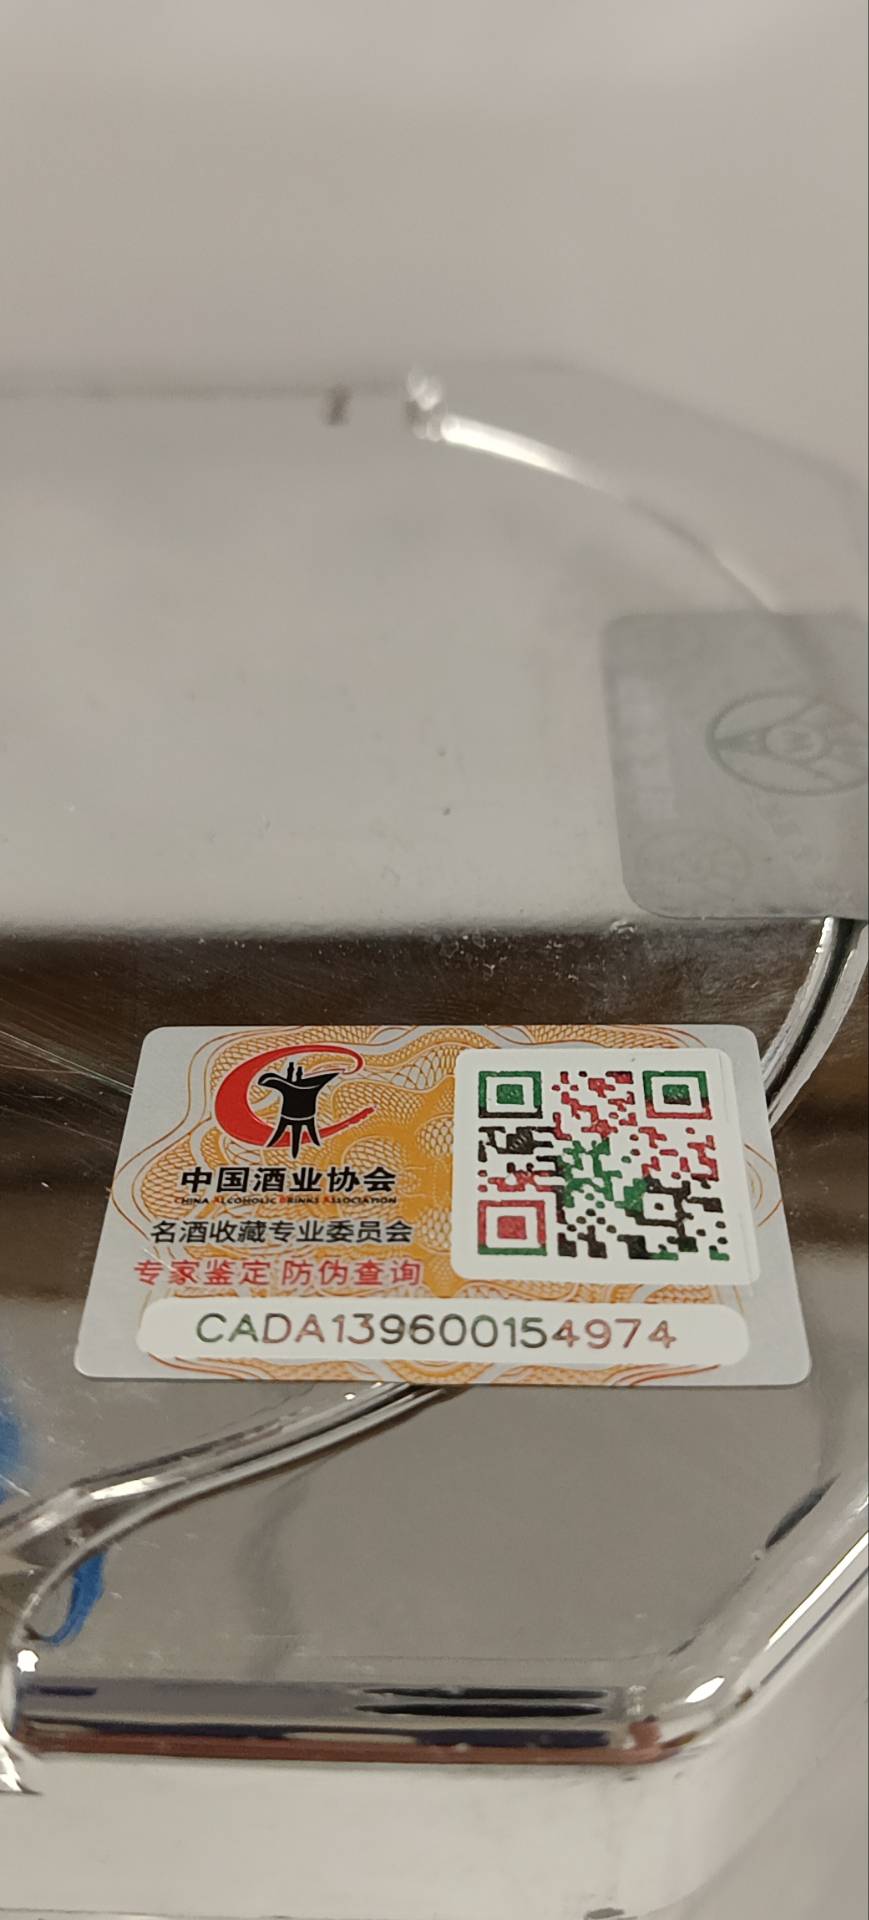 中国酒业协会
CHINA ALCOHOLIC DRINKS ASSOCIATION
名酒收藏专业委员会
专家鉴定 防伪查询
CADA139600154974